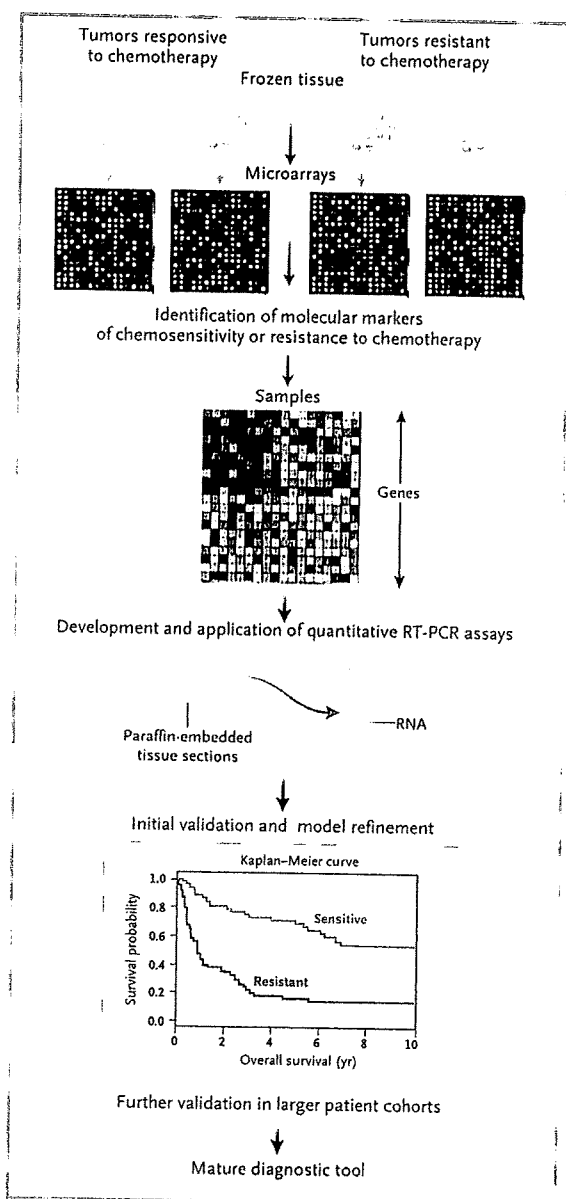 Tumors responsive
to chemotherapy
Tumors resistant
to chemotherapy
Frozen tissue
Microarrays
Identification of molecular markers
of chemosensitivity or resistance to chemotherapy
Samples
Genes
Development and application of quantitative RT-PCR assays
RNA
Paraffin-embedded
tissue sections
Initial validation and model refinement
Kaplan–Meier curve
1.0
0.8
0.6
0.4
0.2
0.0
Survival probability
Sensitive
Resistant
0 2 4 6 8 10
Overall survival (yr)
Further validation in larger patient cohorts
Mature diagnostic tool